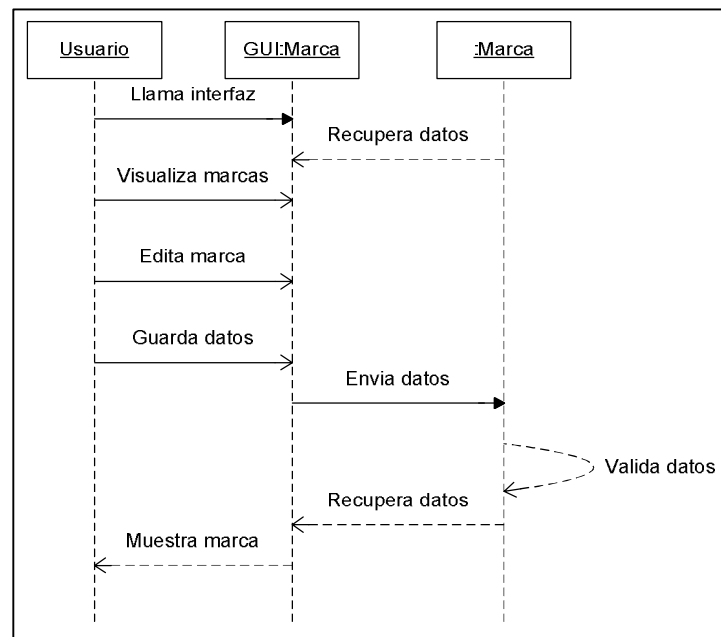 Usuario
GUI:Marca
:Marca
Llama interfaz
Recupera datos
Visualiza marcas
Edita marca
Guarda datos
Envia datos
Valida datos
Recupera datos
Muestra marca